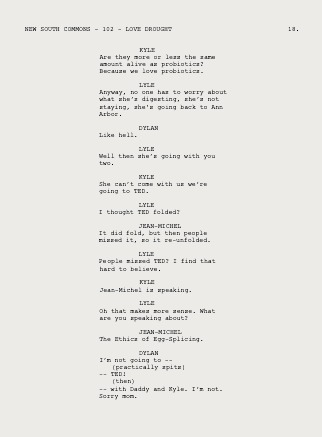 NEW SOUTH COMMONS - 102 - LOVE DROUGHT 18.
KYLE
Are they more or less the same
amount alive as probiotics?
Because we love probiotics.
LYLE
Anyway, no one has to worry about
what she's digesting, she's not
staying, she's going back to Ann
Arbor.
DYLAN
Like hell.
LYLE
Well then she's going with you
two.
KYLE
She can't come with us we're
going to TED.
LYLE
I thought TED folded?
JEAN-MICHEL
It did fold, but then people
missed it, so it re-unfolded.
LYLE
People missed TED? I find that
hard to believe.
KYLE
Jean-Michel is speaking.
LYLE
Oh that makes more sense. What
are you speaking about?
JEAN-MICHEL
The Ethics of Egg-Splicing.
DYLAN
I'm not going to --
(practically spits)
-- TED!
(then)
-- with Daddy and Kyle. I'm not.
Sorry mom.